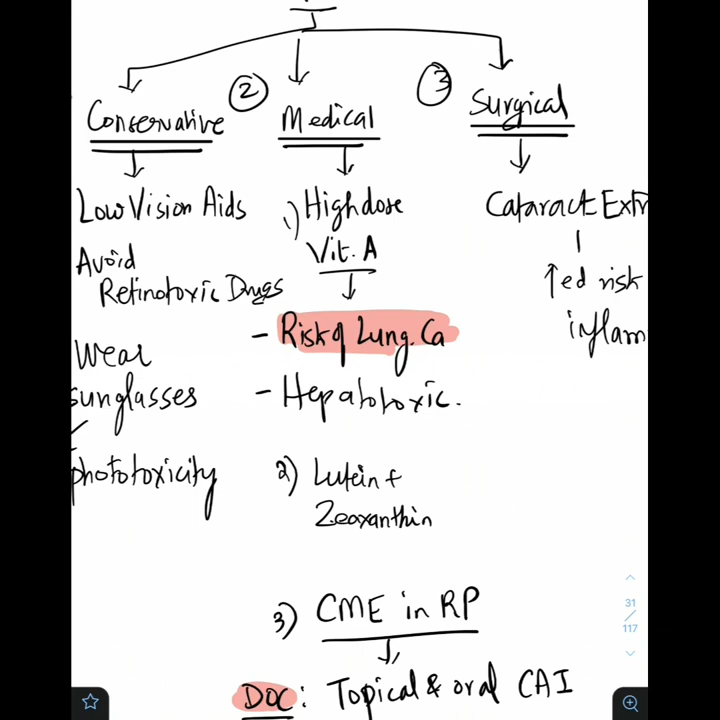 ②
③
Conservative
Medical
Surgical
Low Vision Aids
Avoid
Retinotoxic Drugs
Wear
sunglasses
phototoxicity
1) High dose
Vit. A
- Risk of Lung. Ca
- Hepatotoxic.
2) Lutein +
Zeaxanthin
3) CME in RP
DOC: Topical & oral CAI
Cataract Extr
↑ed risk
inflam
31
/
117